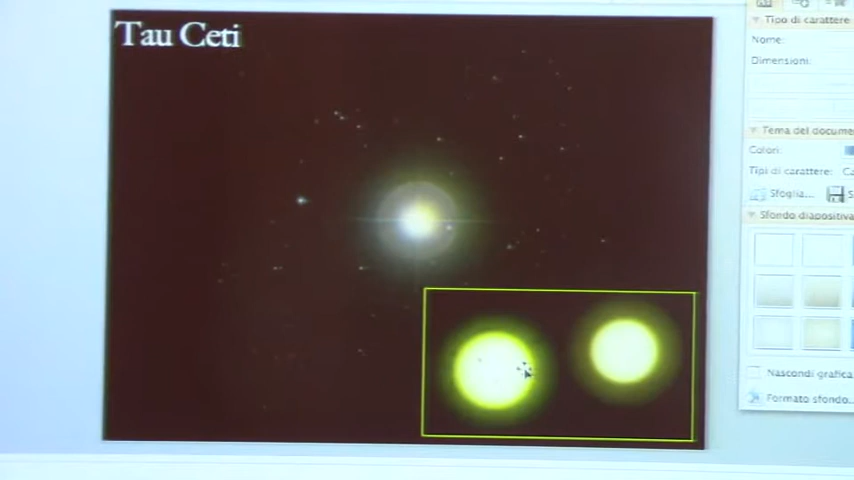 Tau Ceti
Tipo di carattere
Nome:
Dimensioni:
Tema del docume
Colori:
Tipi di carattere: Ca
Sfoglia... S
Sfondo diapositiva
Nascondi grafica
Formato sfondo..